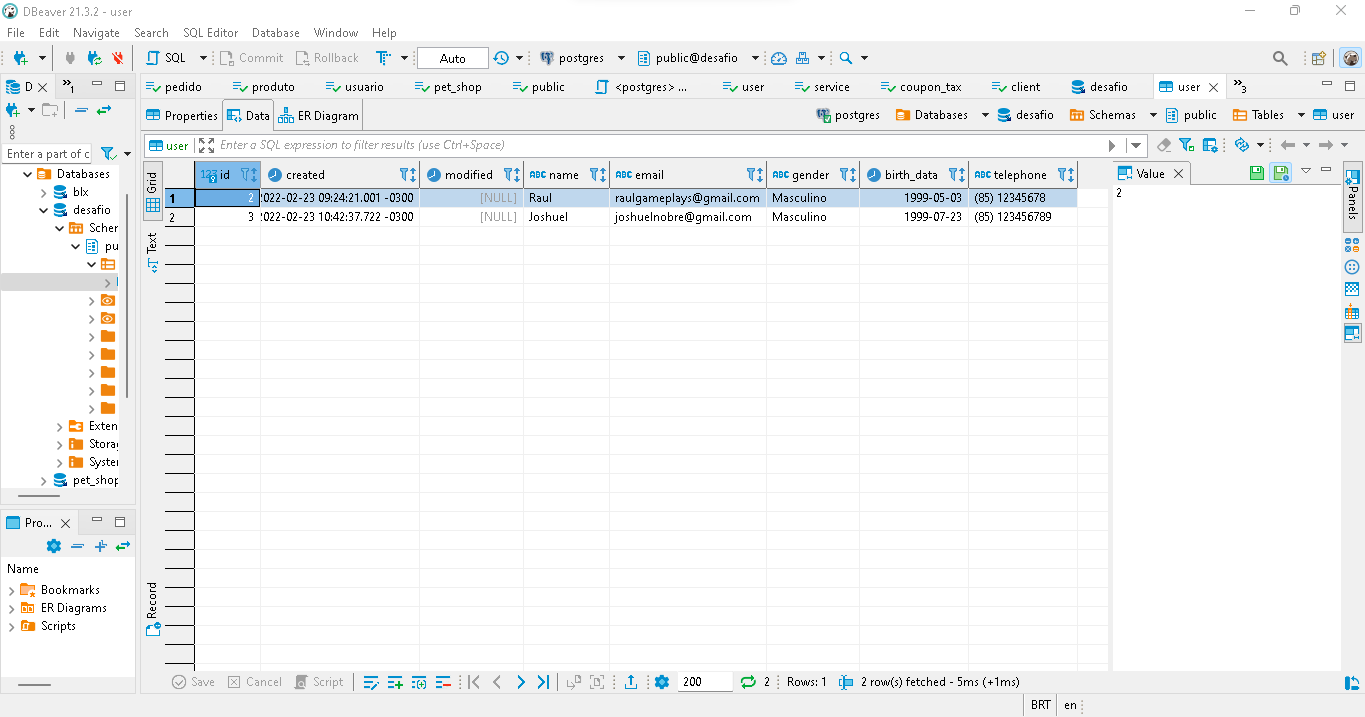 DBeaver 21.3.2 - user
File Edit Navigate Search SQL Editor Database Window Help
SQL Commit Rollback Auto postgres public@desafio
D »1 pedido produto usuario pet_shop public <postgres> ... user service coupon_tax client desafio user »3
Properties Data ER Diagram postgres Databases desafio Schemas public Tables user
Enter a part of c user Enter a SQL expression to filter results (use Ctrl+Space)
Grid 123 id created modified ABC name ABC email ABC gender birth_data ABC telephone Value
1 2 2022-02-23 09:24:21.001 -0300 [NULL] Raul raulgameplays@gmail.com Masculino 1999-05-03 (85) 12345678 2
2 3 2022-02-23 10:42:37.722 -0300 [NULL] Joshuel joshuelnobre@gmail.com Masculino 1999-07-23 (85) 123456789
Text
Record
Panels
Databases
blx
desafio
Scher
pu
Exten
Storag
Syster
pet_shop
Pro...
Name
Bookmarks
ER Diagrams
Scripts
Save Cancel Script 200 2 Rows: 1 2 row(s) fetched - 5ms (+1ms)
BRT en